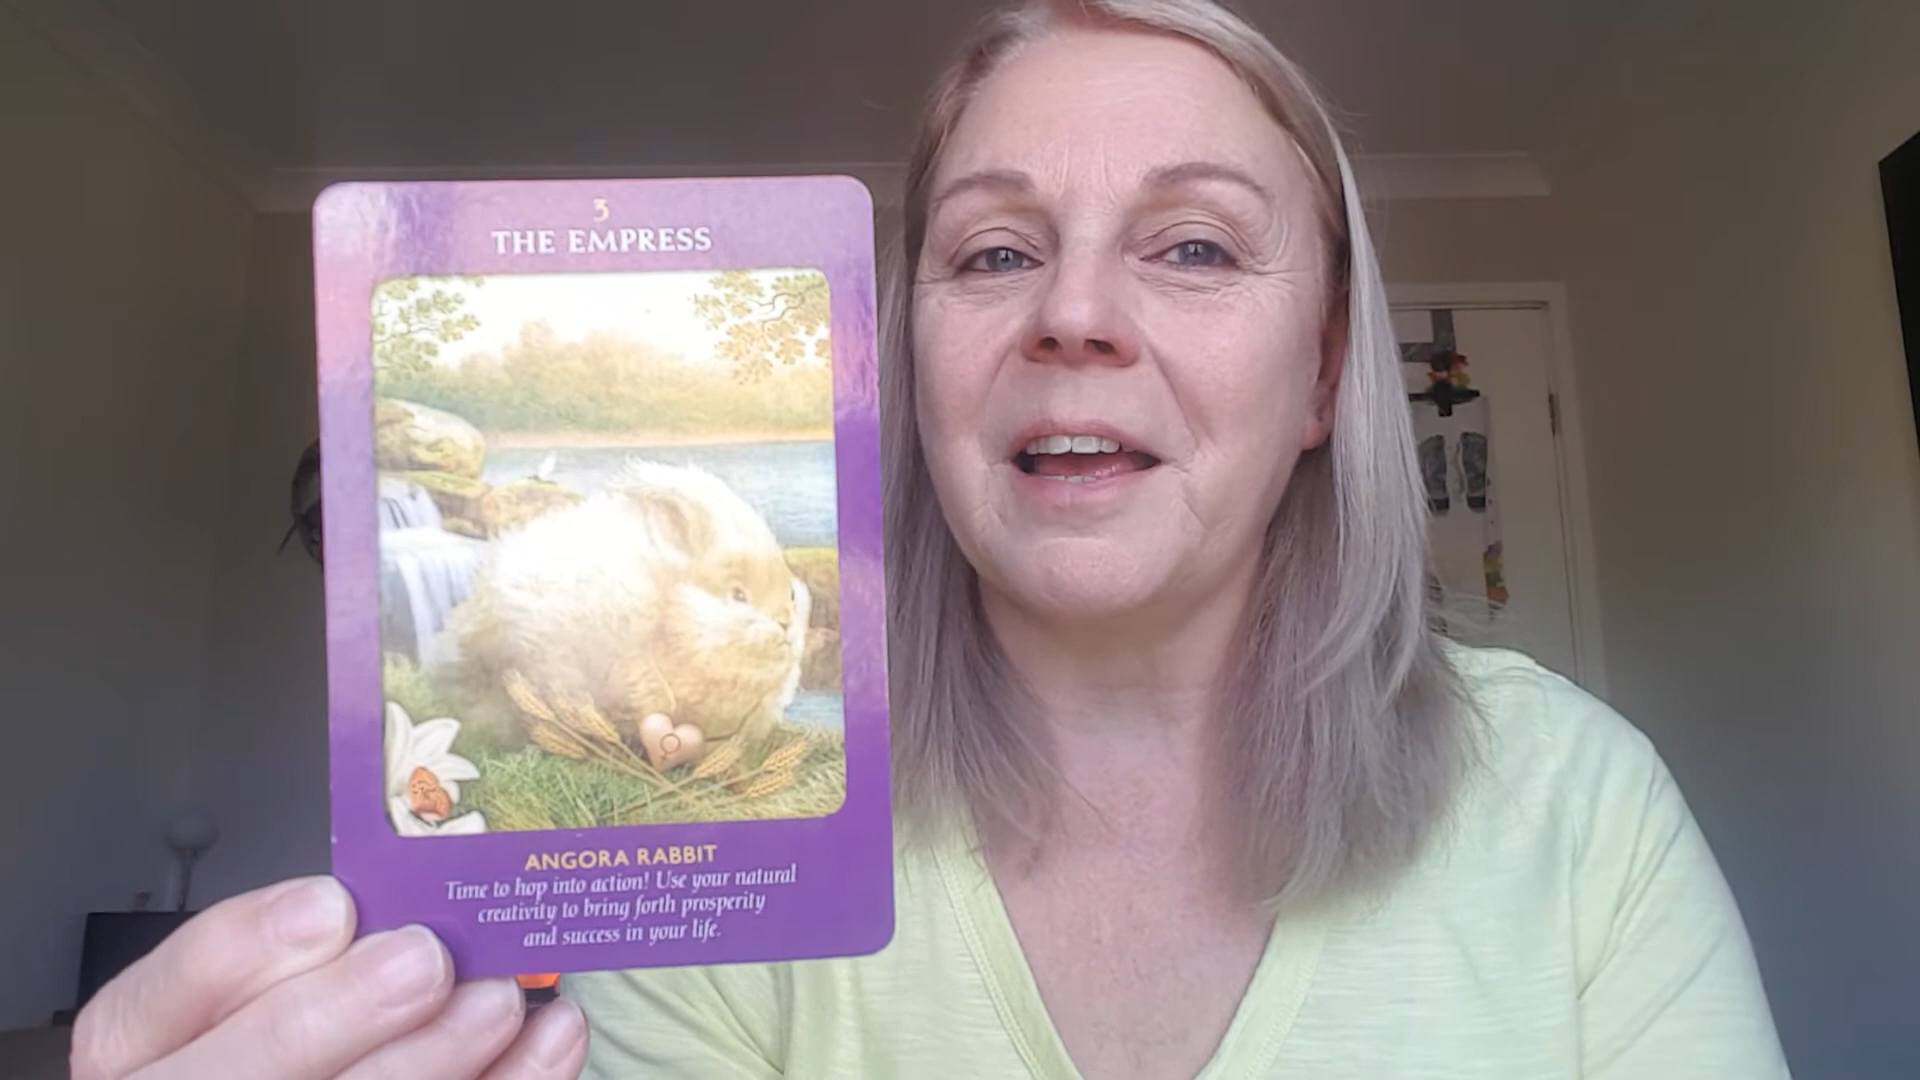 3
THE EMPRESS
ANGORA RABBIT
Time to hop into action! Use your natural
creativity to bring forth prosperity
and success in your life.